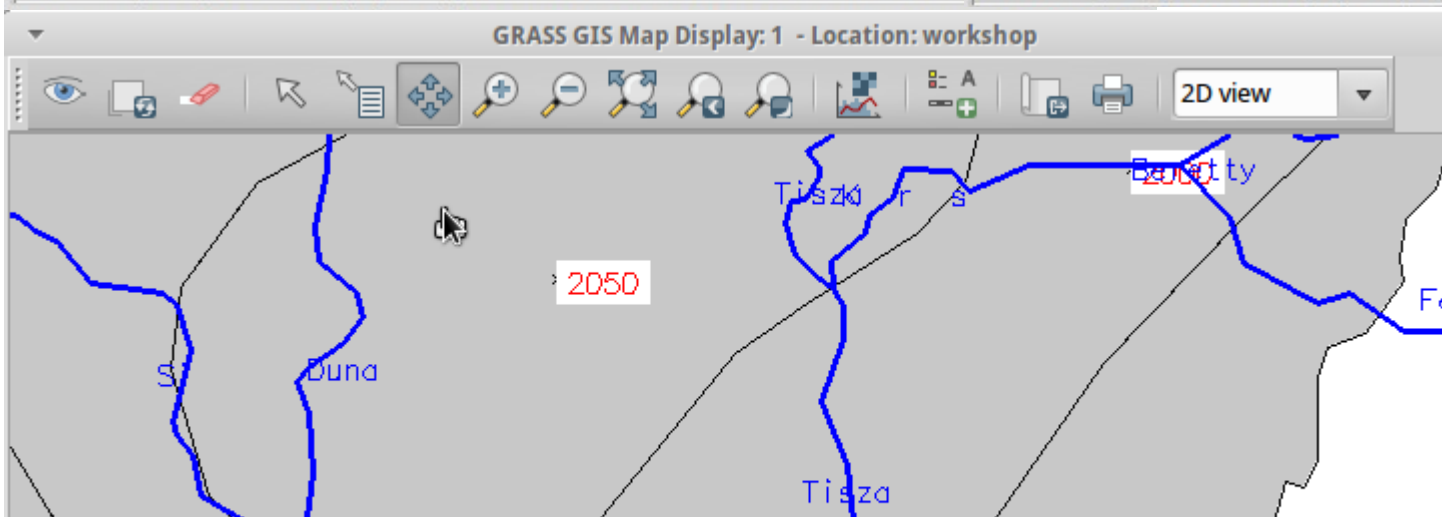 GRASS GIS Map Display: 1 - Location: workshop
2D view
Tisza
K r s
2050
S
Duna
Tisza